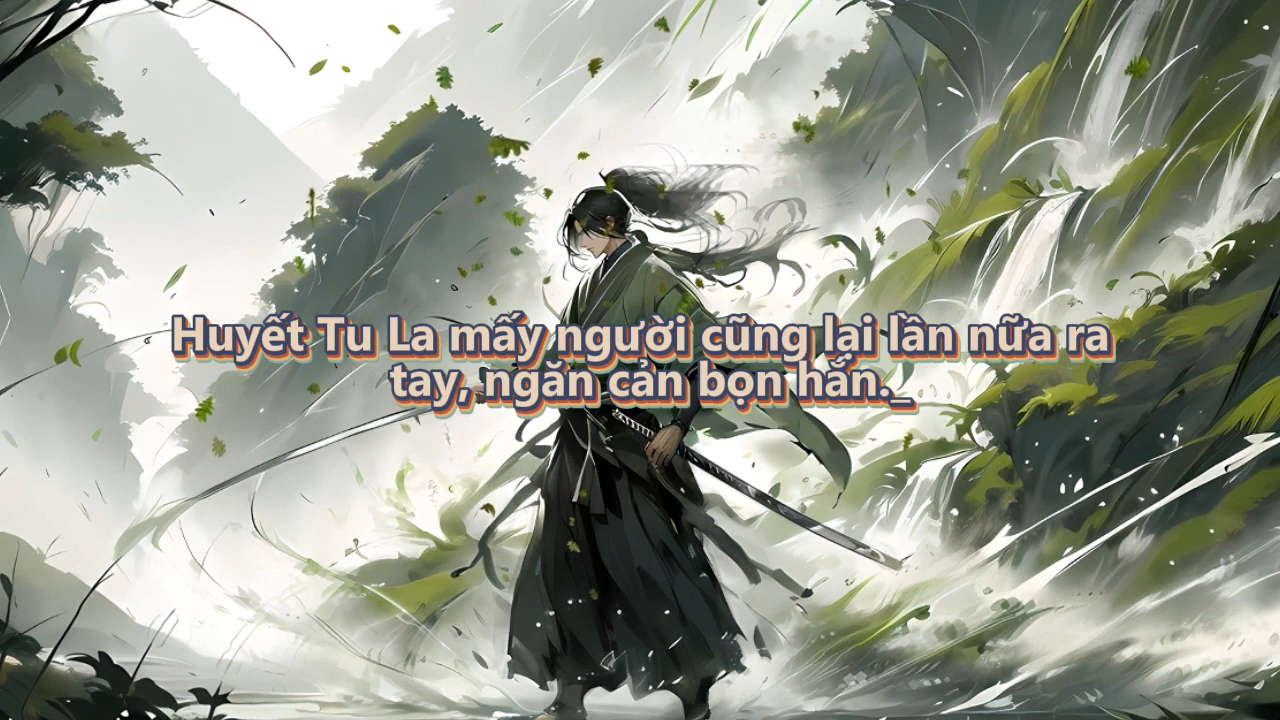 Huyết Tu La mấy người cũng lại lần nữa ra
tay, ngăn cản bọn hắn._